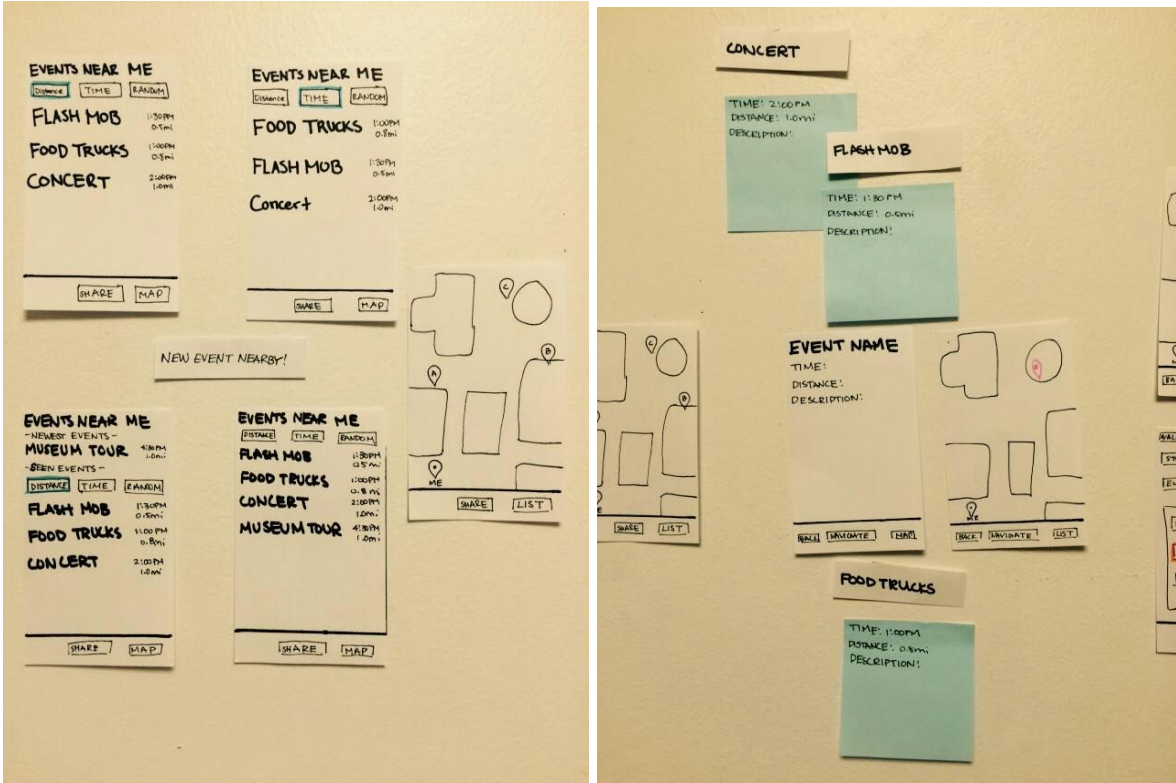 EVENTS NEAR ME
Distance TIME RANDOM
FLASH MOB 1:30PM
0.5mi
FOOD TRUCKS 1:00PM
0.8mi
CONCERT 2:00PM
1.0mi
SHARE MAP
EVENTS NEAR ME
Distance TIME RANDOM
FOOD TRUCKS 1:00PM
0.8mi
FLASH MOB 1:30PM
0.5mi
Concert 2:00PM
1.0mi
SHARE MAP
NEW EVENT NEARBY!
EVENTS NEAR ME
-NEWEST EVENTS-
MUSEUM TOUR 4:30PM
1.0mi
-SEEN EVENTS-
DISTANCE TIME RANDOM
FLASH MOB 1:30PM
0.5mi
FOOD TRUCKS 1:00PM
0.8mi
CONCERT 2:00PM
1.0mi
SHARE MAP
EVENTS NEAR ME
DISTANCE TIME RANDOM
FLASH MOB 1:30PM
0.5mi
FOOD TRUCKS 1:00PM
0.8mi
CONCERT 2:00PM
1.0mi
MUSEUM TOUR 4:30PM
1.0mi
SHARE MAP
C
B
A
ME
SHARE LIST
CONCERT
TIME: 2:00PM
DISTANCE: 1.0mi
DESCRIPTION:
FLASH MOB
TIME: 1:30PM
DISTANCE: 0.5mi
DESCRIPTION:
C
B
SHARE LIST
EVENT NAME
TIME:
DISTANCE:
DESCRIPTION:
BACK NAVIGATE MAP
ME
BACK NAVIGATE LIST
FOOD TRUCKS
TIME: 1:00PM
DISTANCE: 0.8mi
DESCRIPTION: